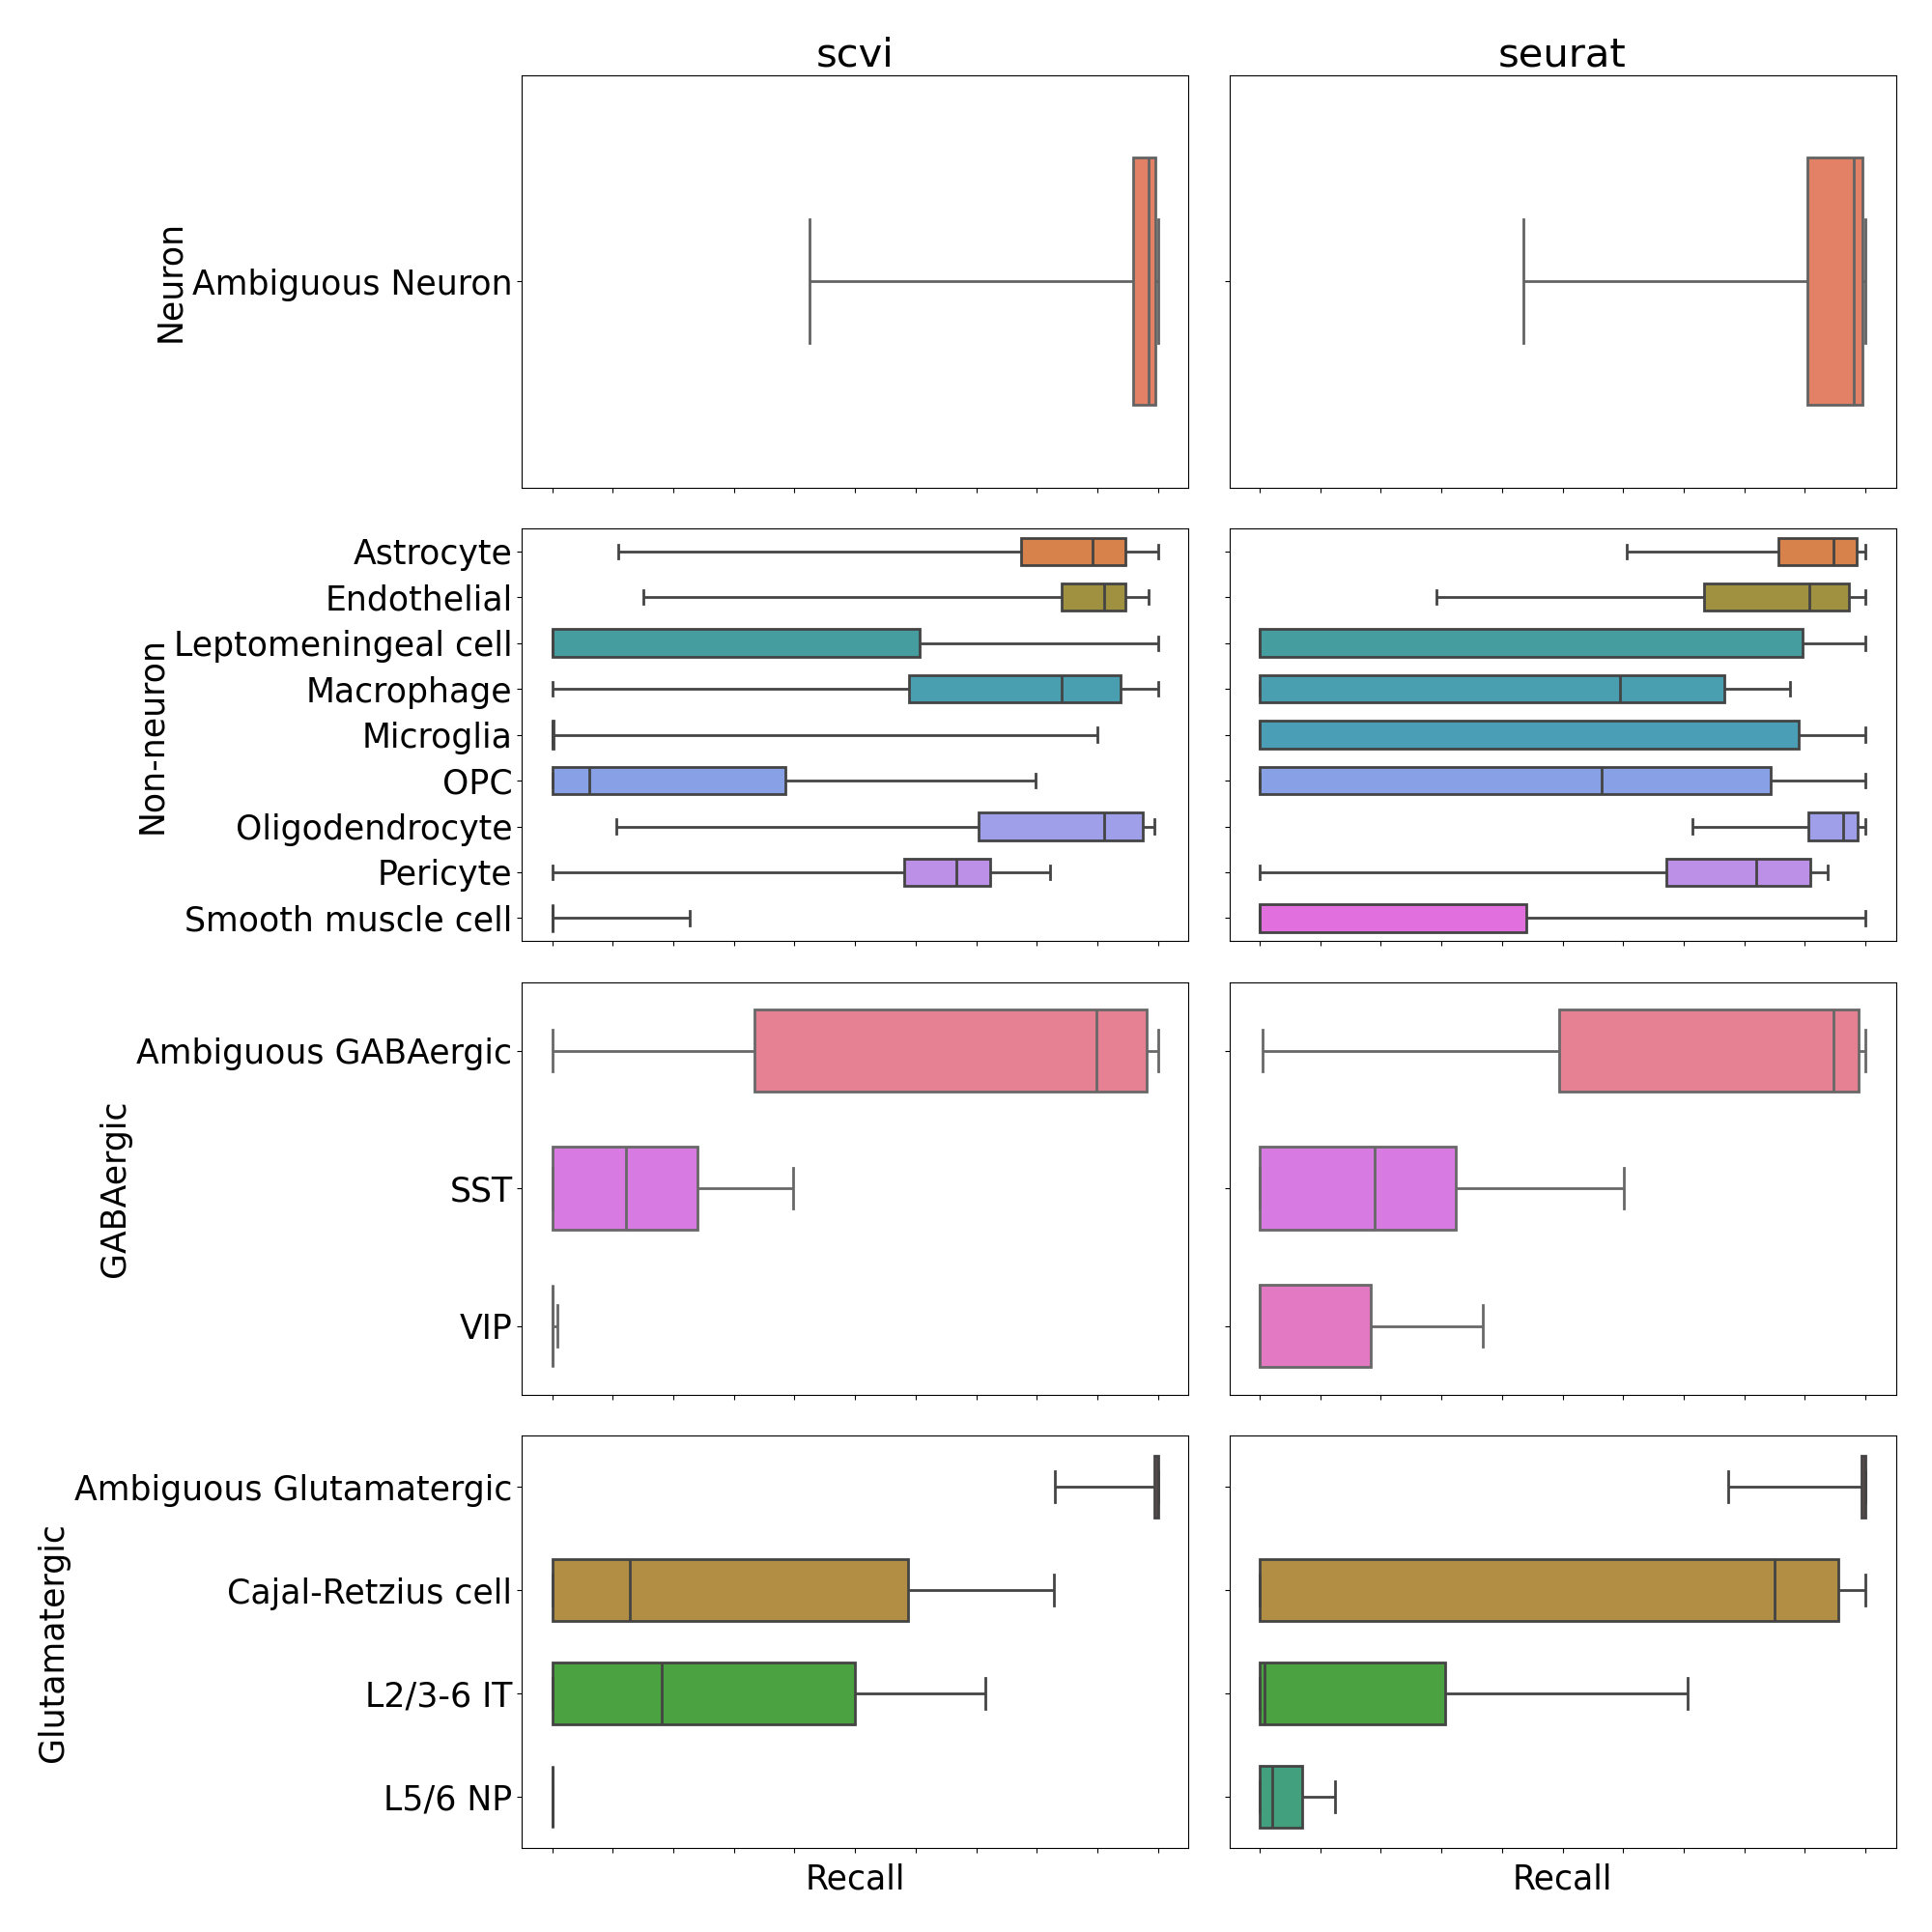 scvi
seurat
Neuron
Ambiguous Neuron
Non-neuron
Astrocyte
Endothelial
Leptomeningeal cell
Macrophage
Microglia
OPC
Oligodendrocyte
Pericyte
Smooth muscle cell
GABAergic
Ambiguous GABAergic
SST
VIP
Glutamatergic
Ambiguous Glutamatergic
Cajal-Retzius cell
L2/3-6 IT
L5/6 NP
Recall
Recall